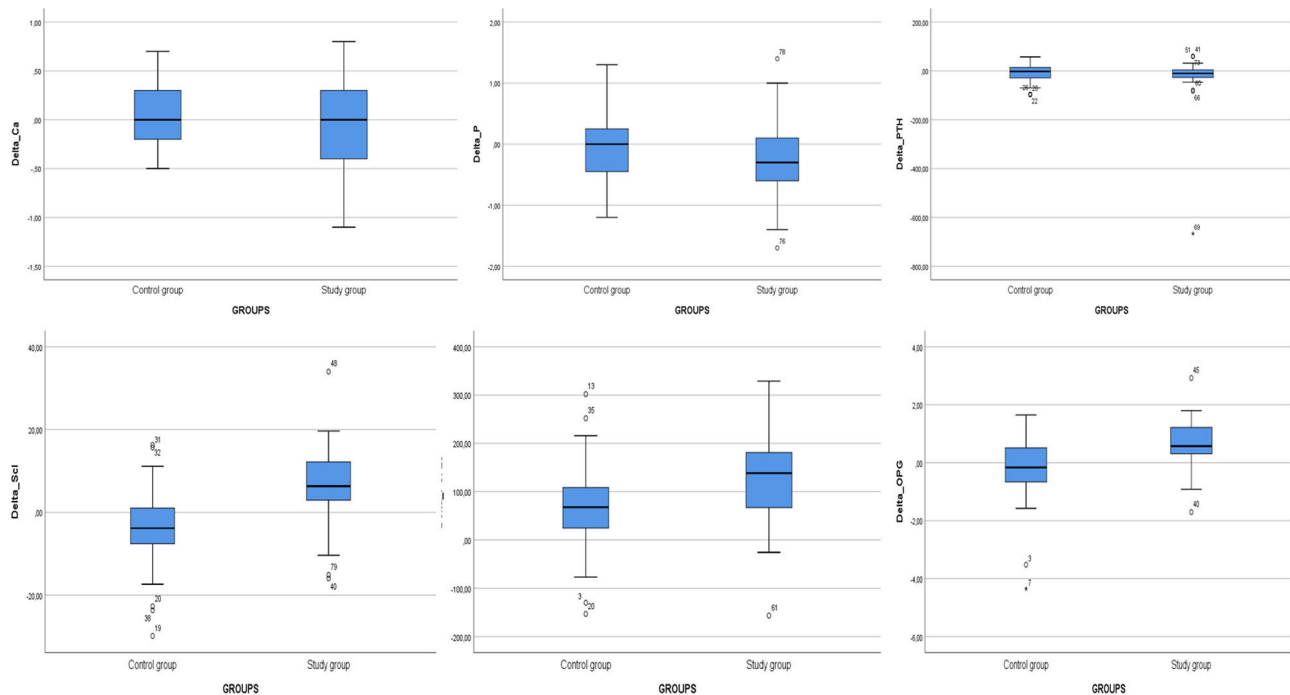 1,00
,50
,00
-,50
-1,00
-1,50
Delta_Ca
Control group
Study group
GROUPS
2,00
1,00
,00
-1,00
-2,00
Delta_P
78
76
Control group
Study group
GROUPS
200,00
,00
-200,00
-400,00
-600,00
-800,00
Delta_PTH
22
51 41
66
69
Control group
Study group
GROUPS
40,00
20,00
,00
-20,00
Delta_Scl
31
32
20
38
19
48
79
40
Control group
Study group
GROUPS
400,00
300,00
200,00
100,00
,00
-100,00
-200,00
13
35
3
20
61
Control group
Study group
GROUPS
4,00
2,00
,00
-2,00
-4,00
-6,00
Delta_OPG
3
7
45
40
Control group
Study group
GROUPS